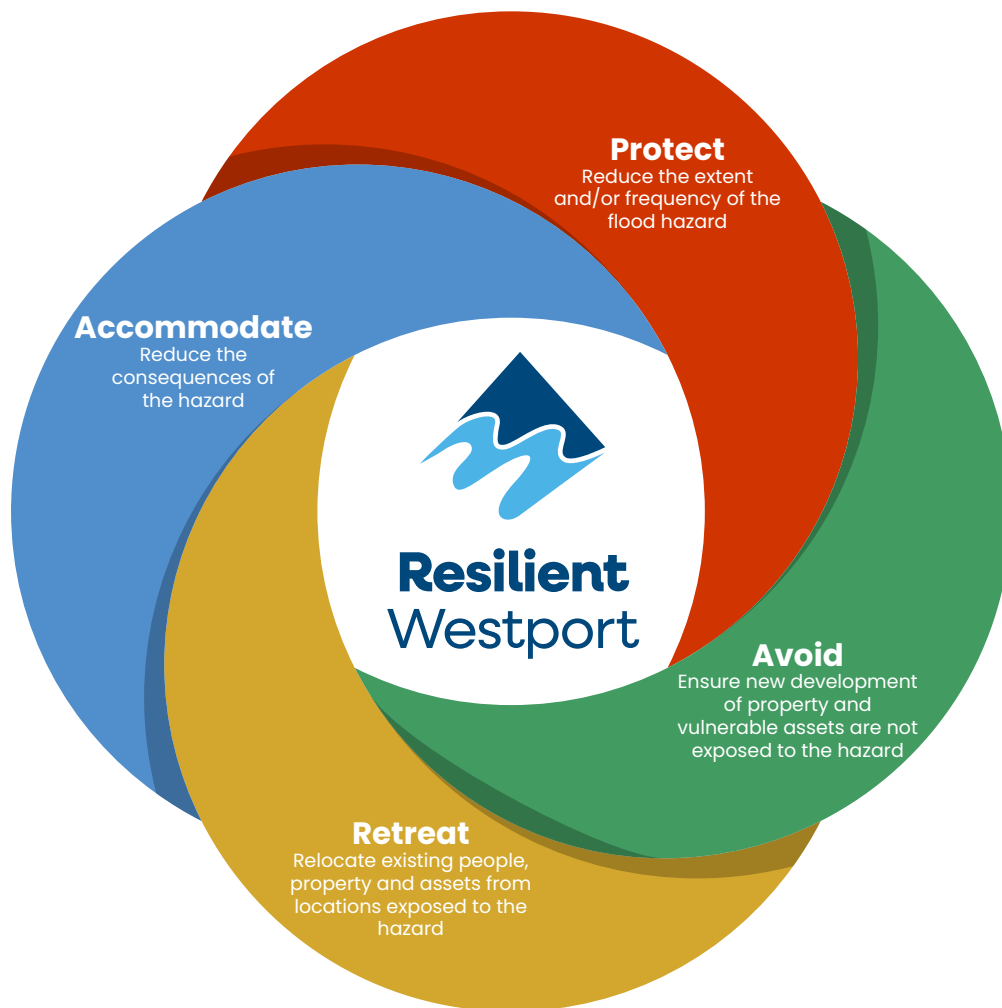 Protect
Reduce the extent
and/or frequency of the
flood hazard
Accommodate
Reduce the
consequences of
the hazard
Resilient
Westport
Avoid
Ensure new development
of property and
vulnerable assets are not
exposed to the hazard
Retreat
Relocate existing people,
property and assets from
locations exposed to the
hazard